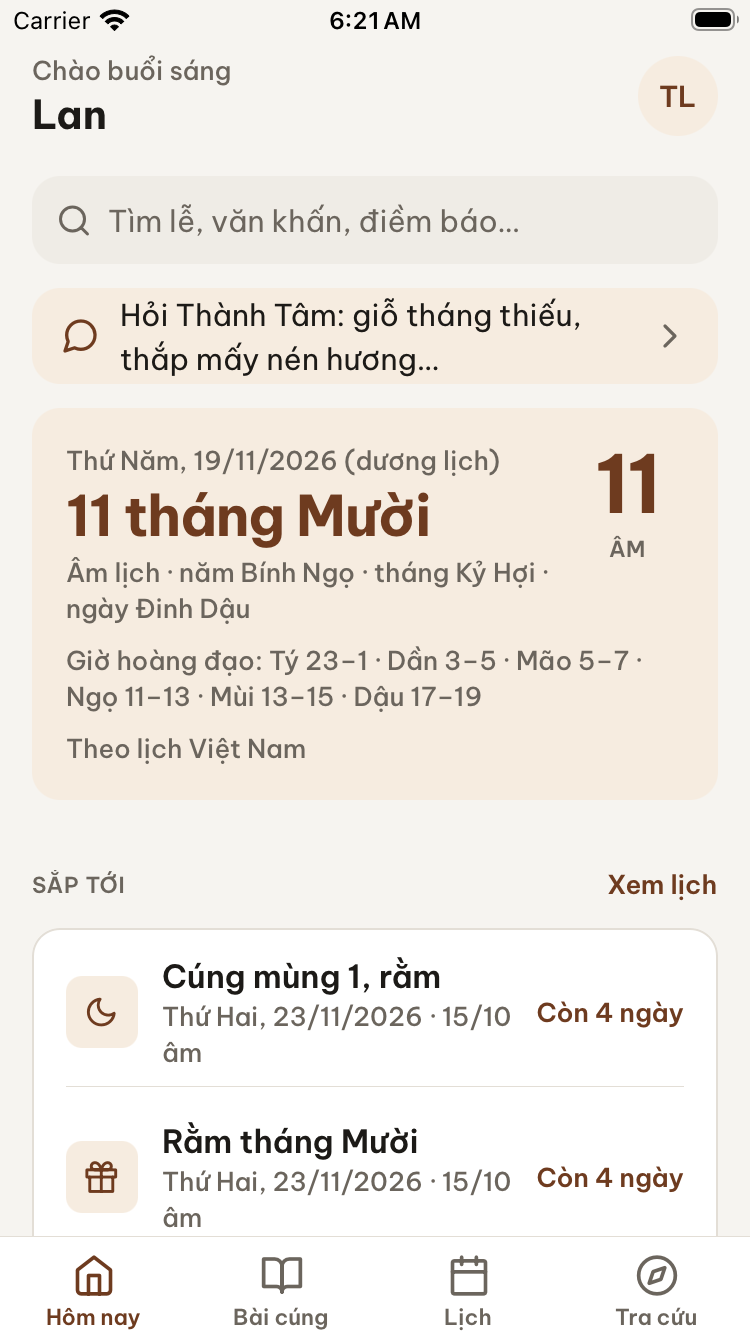 Carrier 6:21 AM
Chào buổi sáng
Lan
TL
Tìm lễ, văn khấn, điềm báo...
Hỏi Thành Tâm: giỗ tháng thiếu,
thắp mấy nén hương...
Thứ Năm, 19/11/2026 (dương lịch)
11 tháng Mười
11
ÂM
Âm lịch · năm Bính Ngọ · tháng Kỷ Hợi ·
ngày Đinh Dậu
Giờ hoàng đạo: Tý 23–1 · Dần 3–5 · Mão 5–7 ·
Ngọ 11–13 · Mùi 13–15 · Dậu 17–19
Theo lịch Việt Nam
SẮP TỚI
Xem lịch
Cúng mùng 1, rằm
Thứ Hai, 23/11/2026 · 15/10
âm
Còn 4 ngày
Rằm tháng Mười
Thứ Hai, 23/11/2026 · 15/10
âm
Còn 4 ngày
Hôm nay
Bài cúng
Lịch
Tra cứu